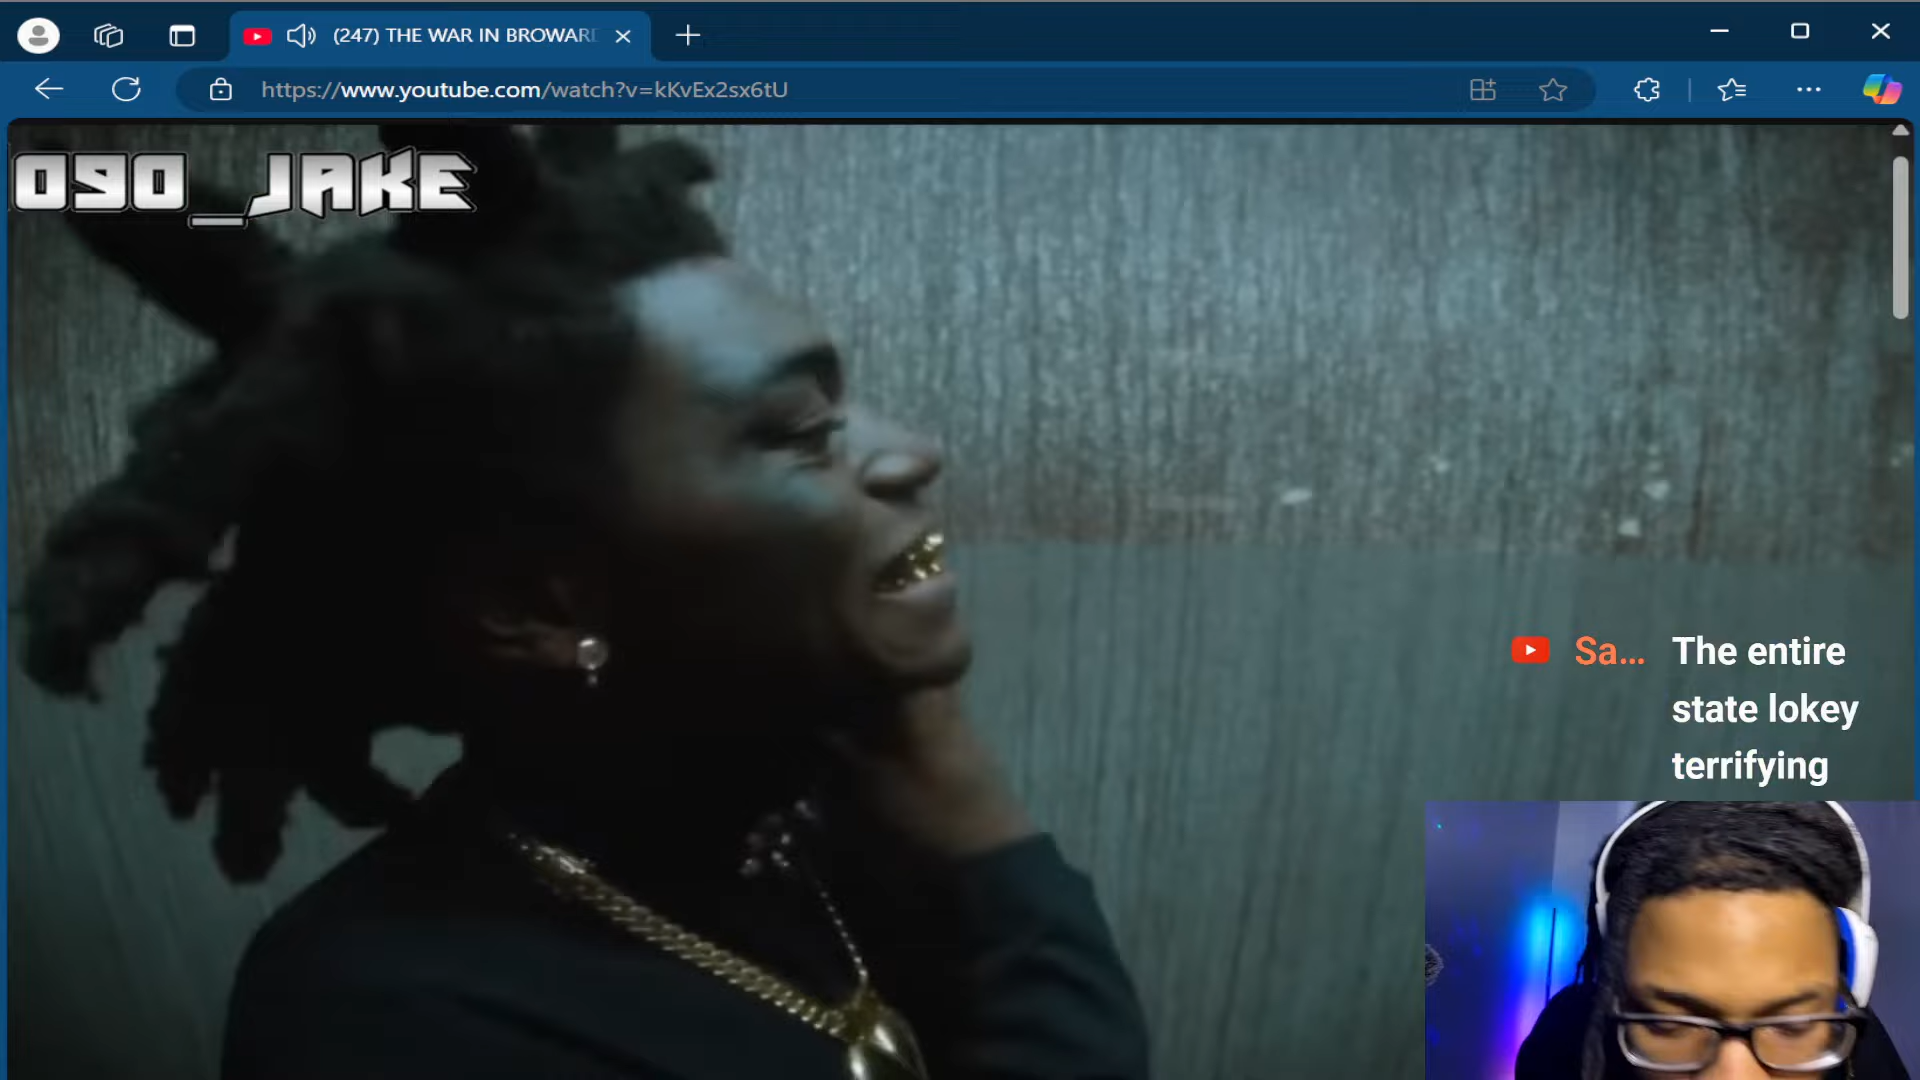 (247) THE WAR IN BROWARD
https://www.youtube.com/watch?v=kKvEx2sx6tU
090_JAKE
Sa... The entire
state lokey
terrifying